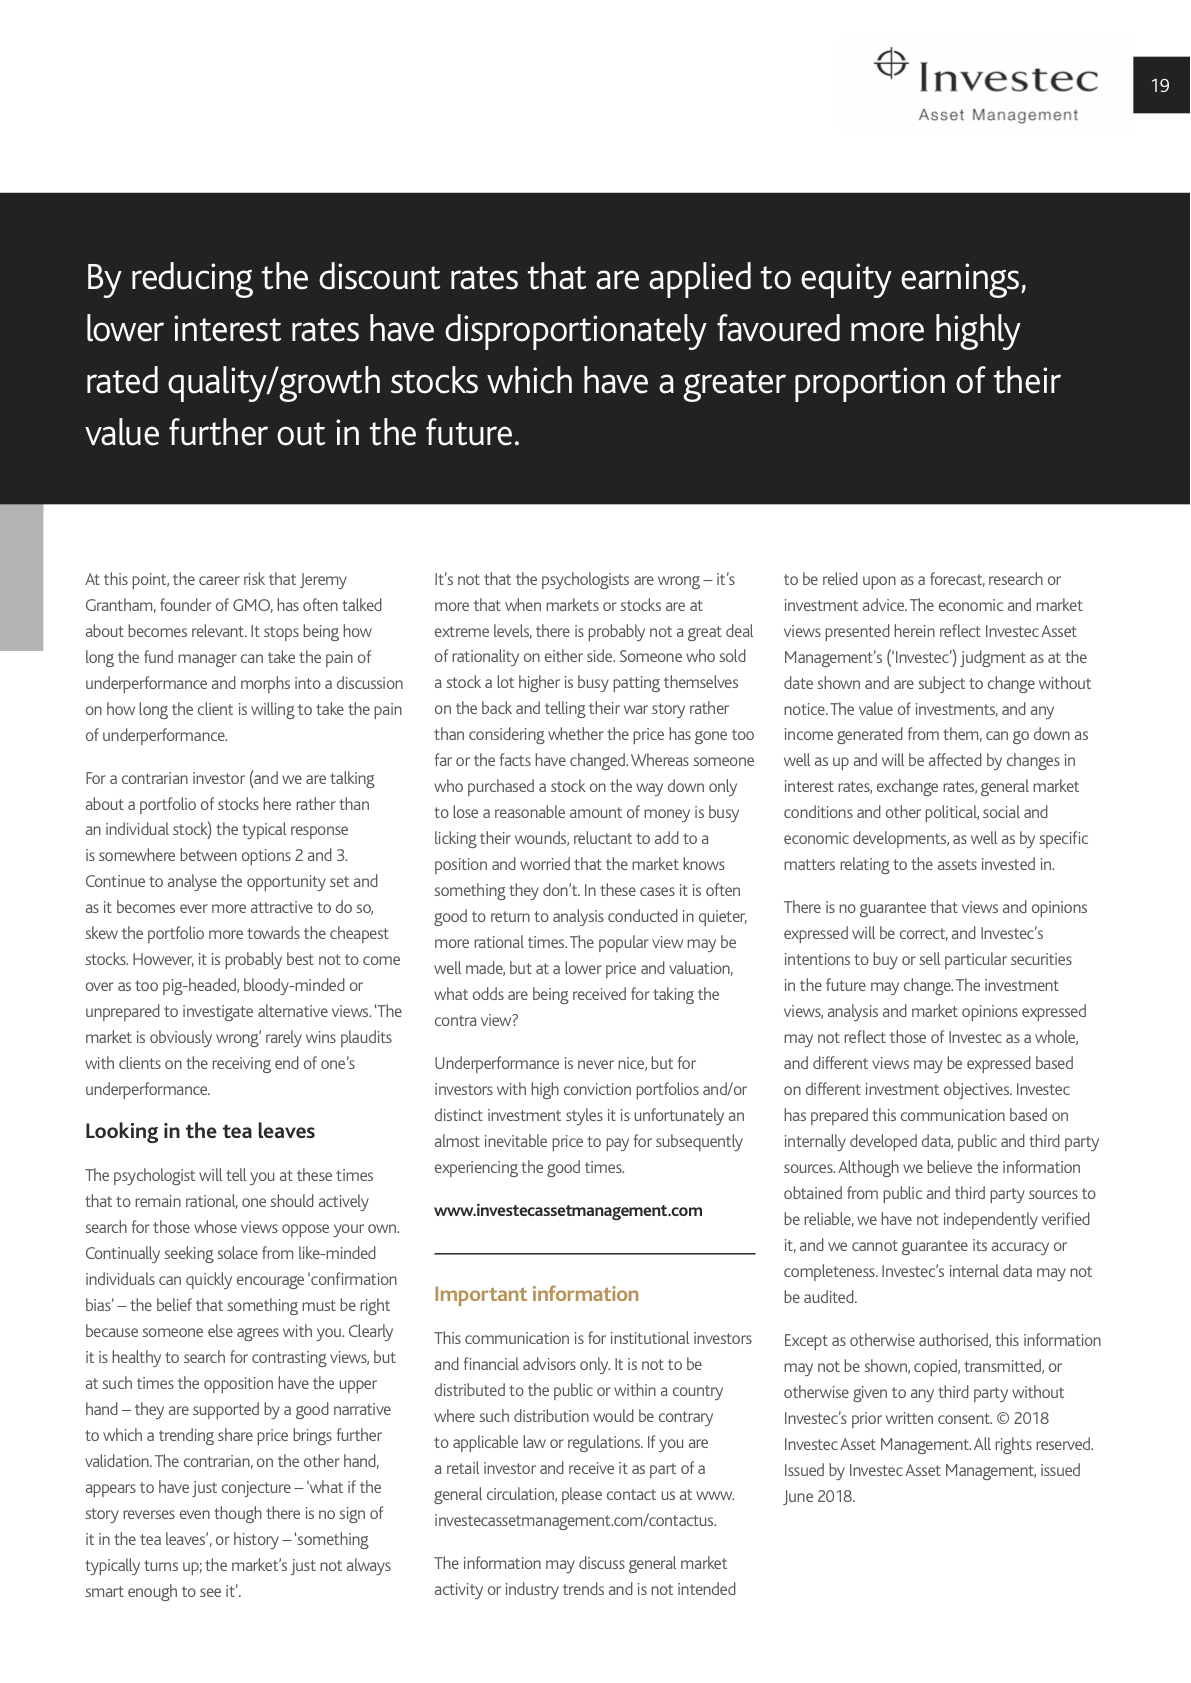 Investec
Asset Management
19
By reducing the discount rates that are applied to equity earnings,
lower interest rates have disproportionately favoured more highly
rated quality/growth stocks which have a greater proportion of their
value further out in the future.
At this point, the career risk that Jeremy
Grantham, founder of GMO, has often talked
about becomes relevant. It stops being how
long the fund manager can take the pain of
underperformance and morphs into a discussion
on how long the client is willing to take the pain
of underperformance.
For a contrarian investor (and we are talking
about a portfolio of stocks here rather than
an individual stock) the typical response
is somewhere between options 2 and 3.
Continue to analyse the opportunity set and
as it becomes ever more attractive to do so,
skew the portfolio more towards the cheapest
stocks. However, it is probably best not to come
over as too pig-headed, bloody-minded or
unprepared to investigate alternative views. ‘The
market is obviously wrong’ rarely wins plaudits
with clients on the receiving end of one’s
underperformance.
Looking in the tea leaves
The psychologist will tell you at these times
that to remain rational, one should actively
search for those whose views oppose your own.
Continually seeking solace from like-minded
individuals can quickly encourage ‘confirmation
bias’ – the belief that something must be right
because someone else agrees with you. Clearly
it is healthy to search for contrasting views, but
at such times the opposition have the upper
hand – they are supported by a good narrative
to which a trending share price brings further
validation. The contrarian, on the other hand,
appears to have just conjecture – ‘what if the
story reverses even though there is no sign of
it in the tea leaves’, or history – ‘something
typically turns up; the market’s just not always
smart enough to see it’.
It’s not that the psychologists are wrong – it’s
more that when markets or stocks are at
extreme levels, there is probably not a great deal
of rationality on either side. Someone who sold
a stock a lot higher is busy patting themselves
on the back and telling their war story rather
than considering whether the price has gone too
far or the facts have changed. Whereas someone
who purchased a stock on the way down only
to lose a reasonable amount of money is busy
licking their wounds, reluctant to add to a
position and worried that the market knows
something they don’t. In these cases it is often
good to return to analysis conducted in quieter,
more rational times. The popular view may be
well made, but at a lower price and valuation,
what odds are being received for taking the
contra view?
Underperformance is never nice, but for
investors with high conviction portfolios and/or
distinct investment styles it is unfortunately an
almost inevitable price to pay for subsequently
experiencing the good times.
www.investecassetmanagement.com
Important information
This communication is for institutional investors
and financial advisors only. It is not to be
distributed to the public or within a country
where such distribution would be contrary
to applicable law or regulations. If you are
a retail investor and receive it as part of a
general circulation, please contact us at www.
investecassetmanagement.com/contactus.
The information may discuss general market
activity or industry trends and is not intended
to be relied upon as a forecast, research or
investment advice. The economic and market
views presented herein reflect Investec Asset
Management’s (‘Investec’) judgment as at the
date shown and are subject to change without
notice. The value of investments, and any
income generated from them, can go down as
well as up and will be affected by changes in
interest rates, exchange rates, general market
conditions and other political, social and
economic developments, as well as by specific
matters relating to the assets invested in.
There is no guarantee that views and opinions
expressed will be correct, and Investec’s
intentions to buy or sell particular securities
in the future may change. The investment
views, analysis and market opinions expressed
may not reflect those of Investec as a whole,
and different views may be expressed based
on different investment objectives. Investec
has prepared this communication based on
internally developed data, public and third party
sources. Although we believe the information
obtained from public and third party sources to
be reliable, we have not independently verified
it, and we cannot guarantee its accuracy or
completeness. Investec’s internal data may not
be audited.
Except as otherwise authorised, this information
may not be shown, copied, transmitted, or
otherwise given to any third party without
Investec’s prior written consent. © 2018
Investec Asset Management. All rights reserved.
Issued by Investec Asset Management, issued
June 2018.